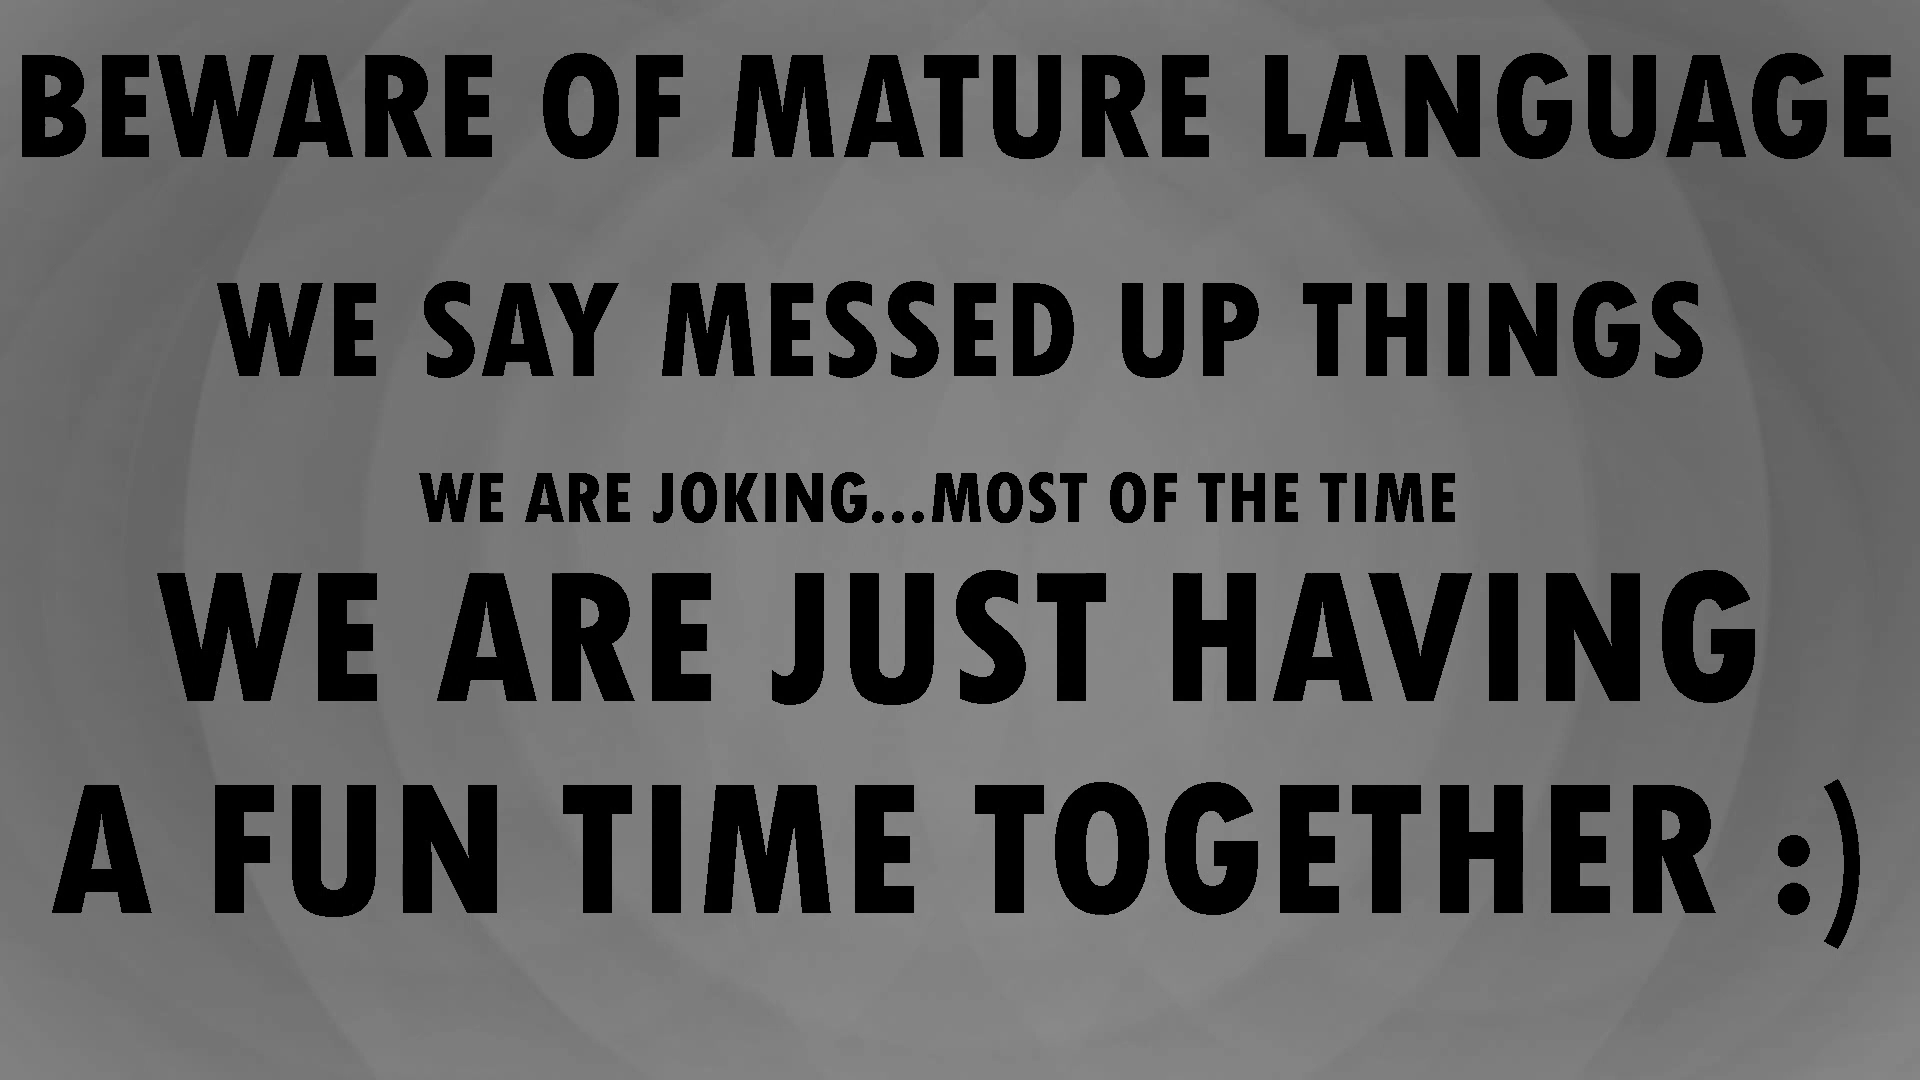 BEWARE OF MATURE LANGUAGE
WE SAY MESSED UP THINGS
WE ARE JOKING...MOST OF THE TIME
WE ARE JUST HAVING
A FUN TIME TOGETHER :)